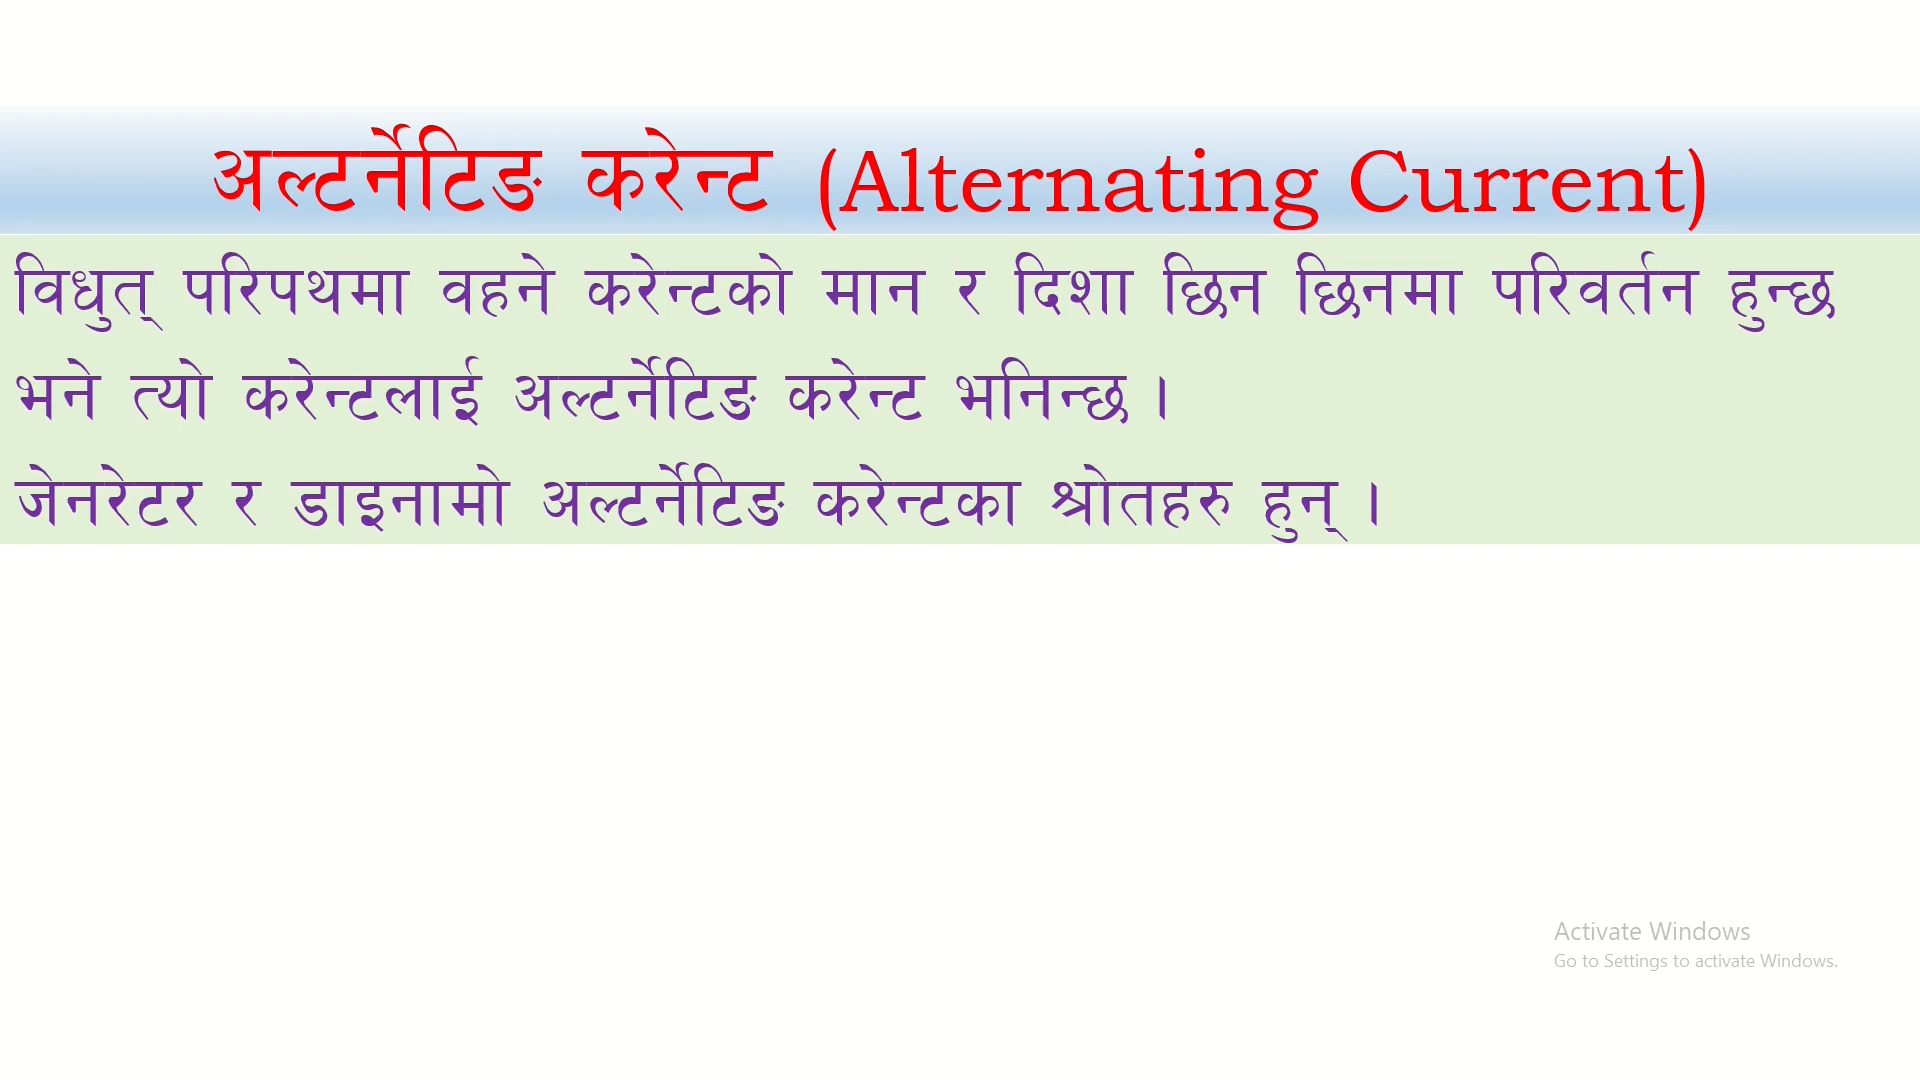 अल्टर्नेटिङ करेन्ट (Alternating Current)
विधुत् परिपथमा वहने करेन्टको मान र दिशा छिन छिनमा परिवर्तन हुन्छ
भने त्यो करेन्टलाई अल्टर्नेटिङ करेन्ट भनिन्छ ।
जेनरेटर र डाइनामो अल्टर्नेटिङ करेन्टका श्रोतहरु हुन् ।
Activate Windows
Go to Settings to activate Windows.